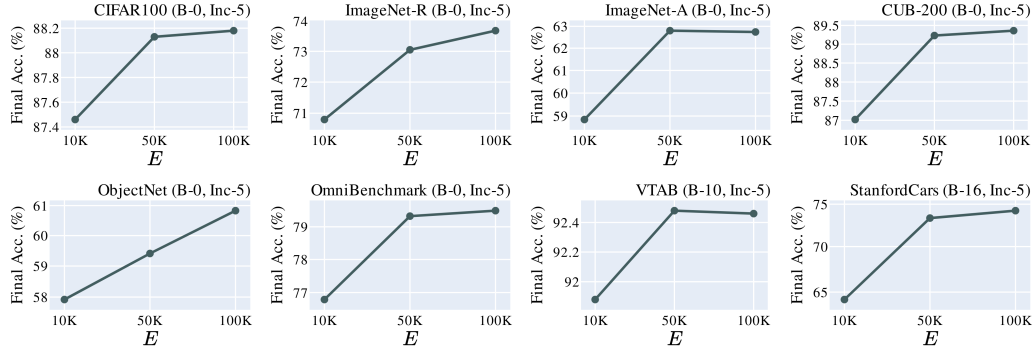 CIFAR100 (B-0, Inc-5)
Final Acc. (%)
88.2
88
87.8
87.6
87.4
10K
50K
100K
E
ImageNet-R (B-0, Inc-5)
Final Acc. (%)
74
73
72
71
10K
50K
100K
E
ImageNet-A (B-0, Inc-5)
Final Acc. (%)
63
62
61
60
59
10K
50K
100K
E
CUB-200 (B-0, Inc-5)
Final Acc. (%)
89.5
89
88.5
88
87.5
87
10K
50K
100K
E
ObjectNet (B-0, Inc-5)
Final Acc. (%)
61
60
59
58
10K
50K
100K
E
OmniBenchmark (B-0, Inc-5)
Final Acc. (%)
79
78
77
10K
50K
100K
E
VTAB (B-10, Inc-5)
Final Acc. (%)
92.4
92.2
92
10K
50K
100K
E
StanfordCars (B-16, Inc-5)
Final Acc. (%)
75
70
65
10K
50K
100K
E